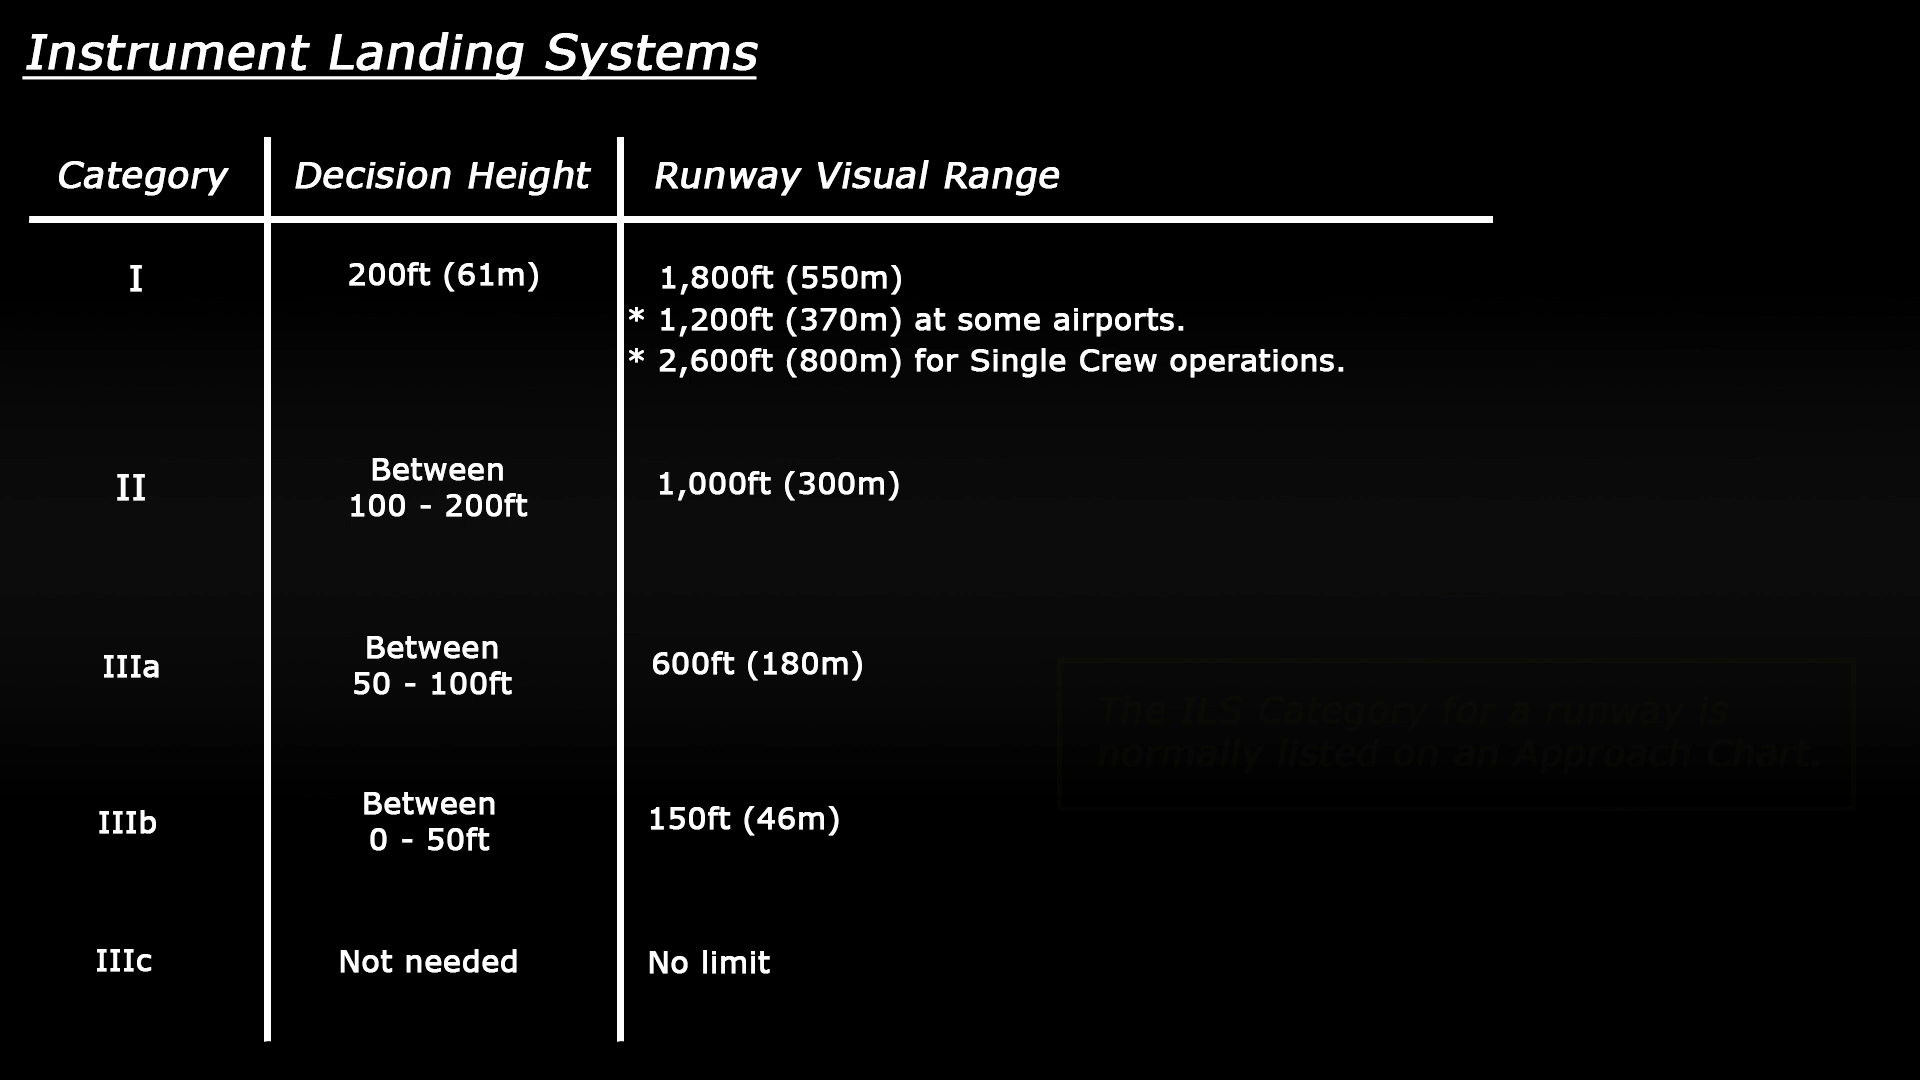 Instrument Landing Systems
Category Decision Height Runway Visual Range
I 200ft (61m) 1,800ft (550m)
* 1,200ft (370m) at some airports.
* 2,600ft (800m) for Single Crew operations.
II Between 100 - 200ft 1,000ft (300m)
IIIa Between 50 - 100ft 600ft (180m)
The ILS Category for a runway is
normally listed on an Approach Chart.
IIIb Between 0 - 50ft 150ft (46m)
IIIc Not needed No limit